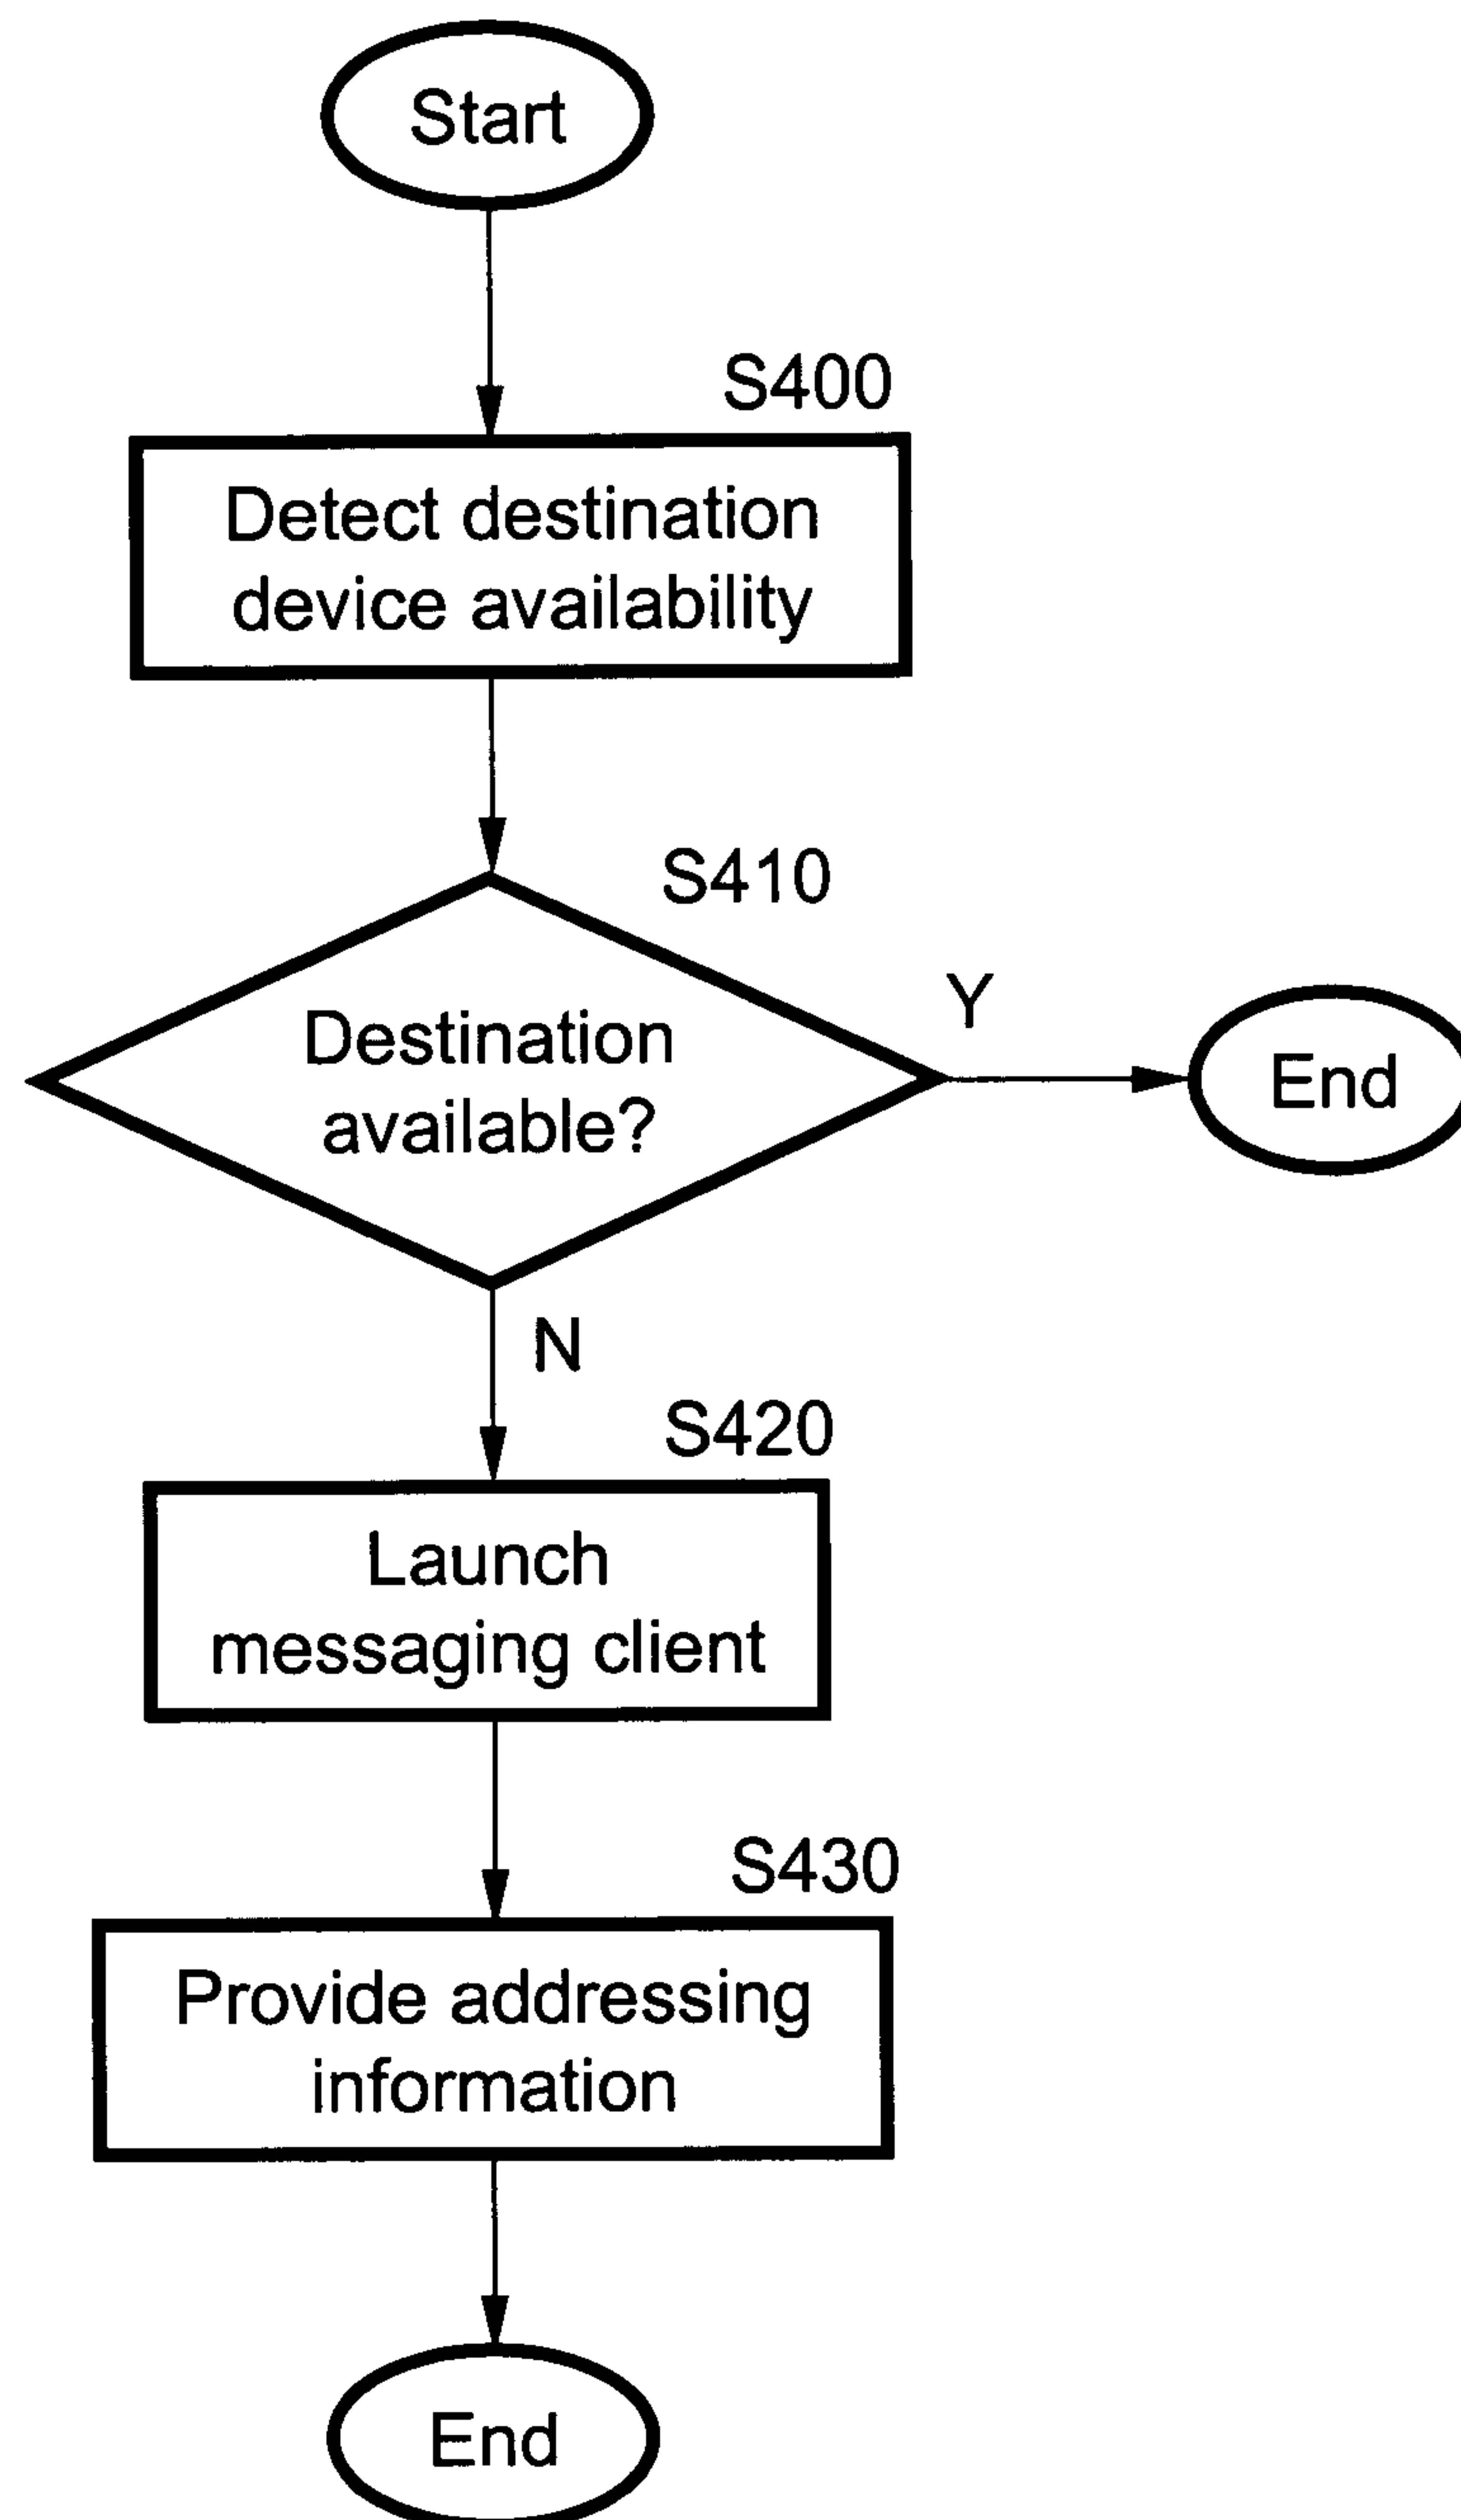 Start
S400
Detect destination
device availability
S410
Destination
available?
Y
End
N
S420
Launch
messaging client
S430
Provide addressing
information
End